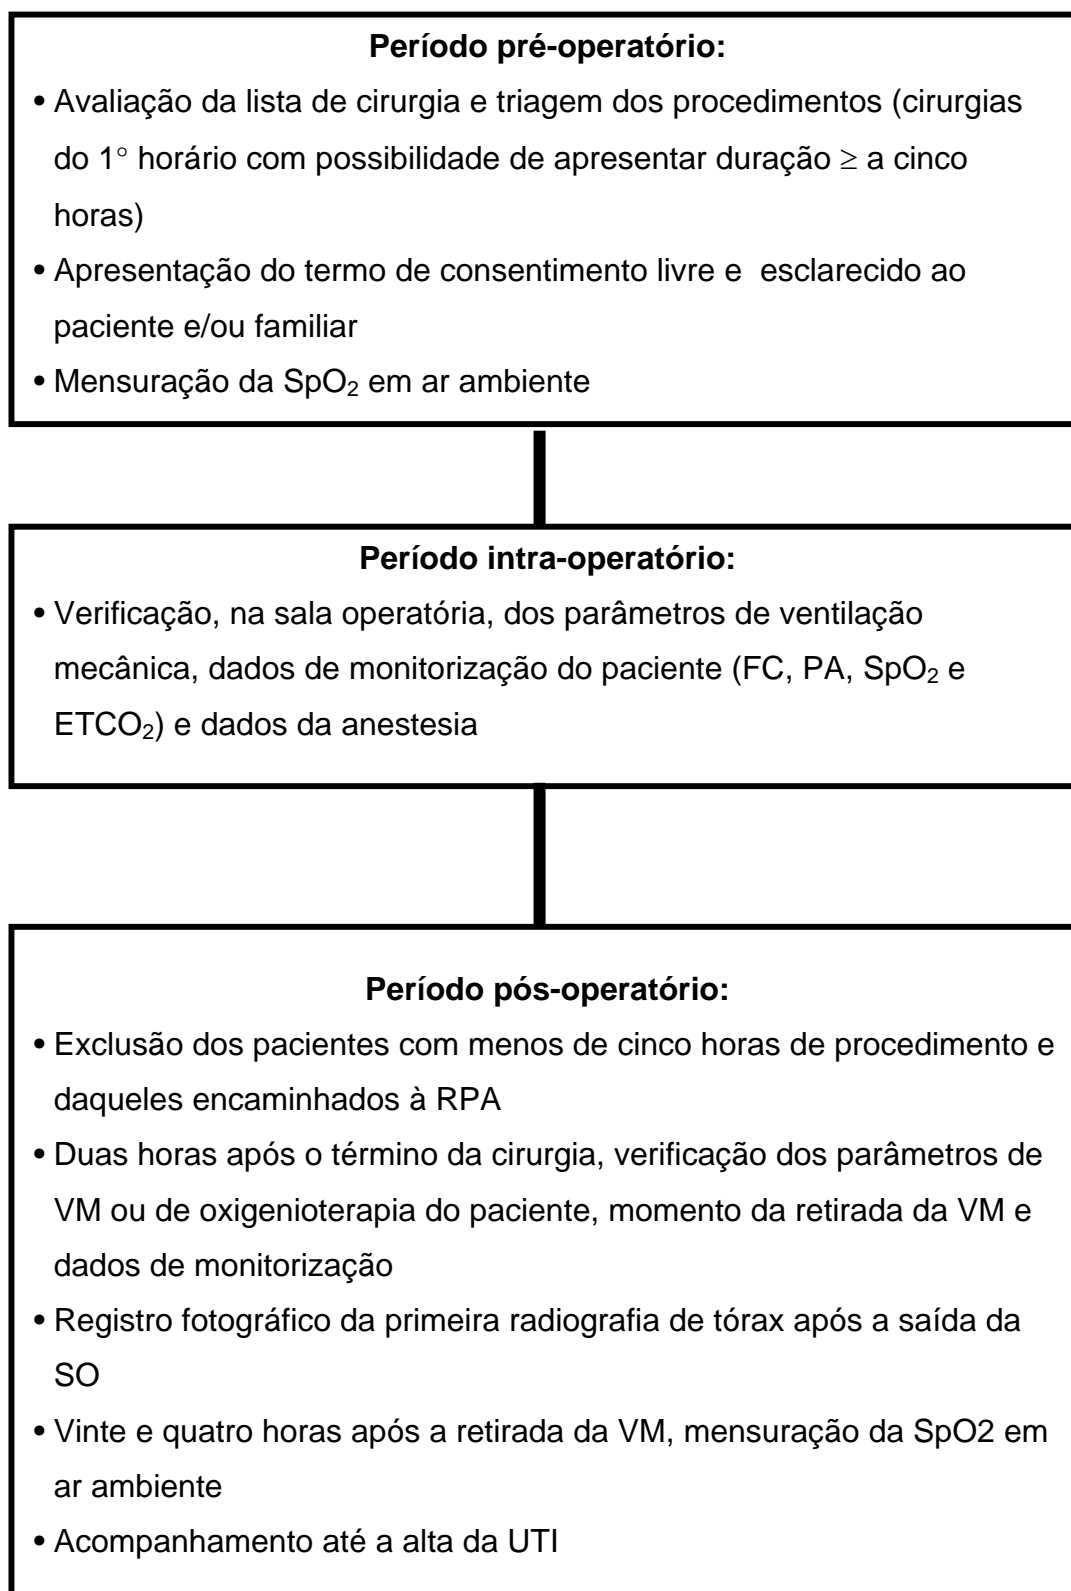 Período pré-operatório:
• Avaliação da lista de cirurgia e triagem dos procedimentos (cirurgias
do 1° horário com possibilidade de apresentar duração ≥ a cinco
horas)
• Apresentação do termo de consentimento livre e esclarecido ao
paciente e/ou familiar
• Mensuração da SpO₂ em ar ambiente
Período intra-operatório:
• Verificação, na sala operatória, dos parâmetros de ventilação
mecânica, dados de monitorização do paciente (FC, PA, SpO₂ e
ETCO₂) e dados da anestesia
Período pós-operatório:
• Exclusão dos pacientes com menos de cinco horas de procedimento e
daqueles encaminhados à RPA
• Duas horas após o término da cirurgia, verificação dos parâmetros de
VM ou de oxigenioterapia do paciente, momento da retirada da VM e
dados de monitorização
• Registro fotográfico da primeira radiografia de tórax após a saída da
SO
• Vinte e quatro horas após a retirada da VM, mensuração da SpO2 em
ar ambiente
• Acompanhamento até a alta da UTI